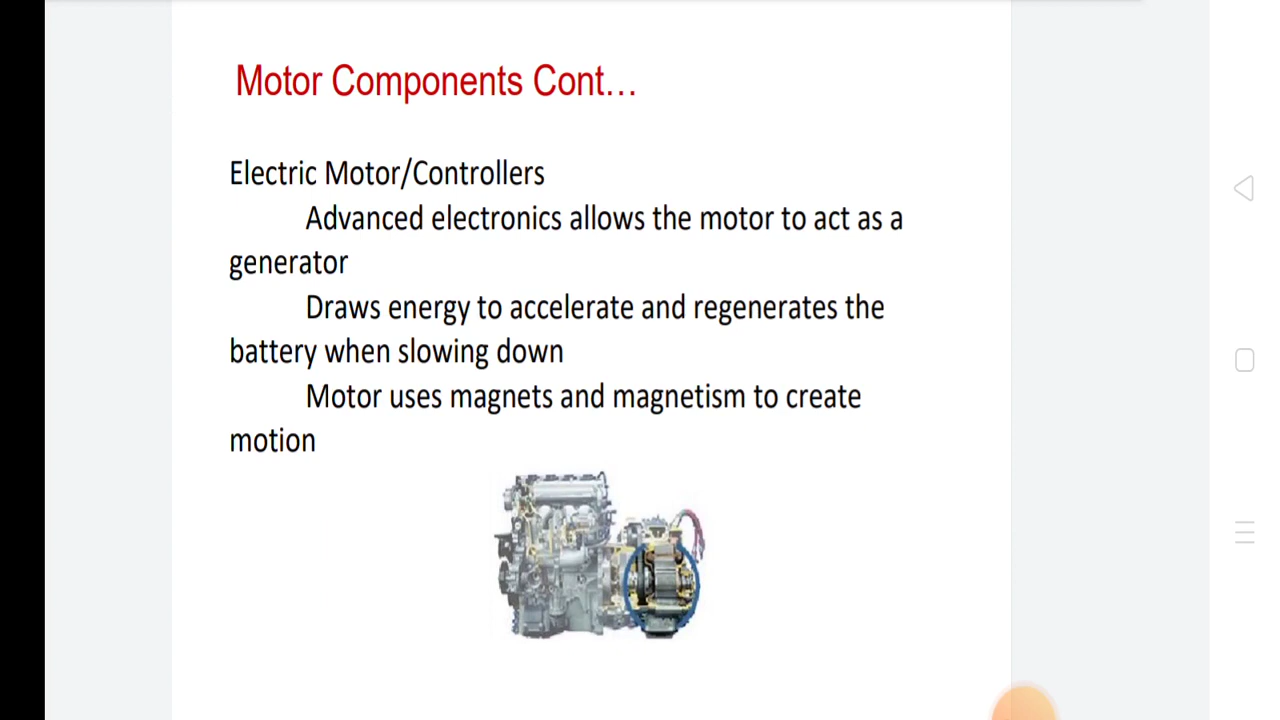 Motor Components Cont...
Electric Motor/Controllers
Advanced electronics allows the motor to act as a
generator
Draws energy to accelerate and regenerates the
battery when slowing down
Motor uses magnets and magnetism to create
motion